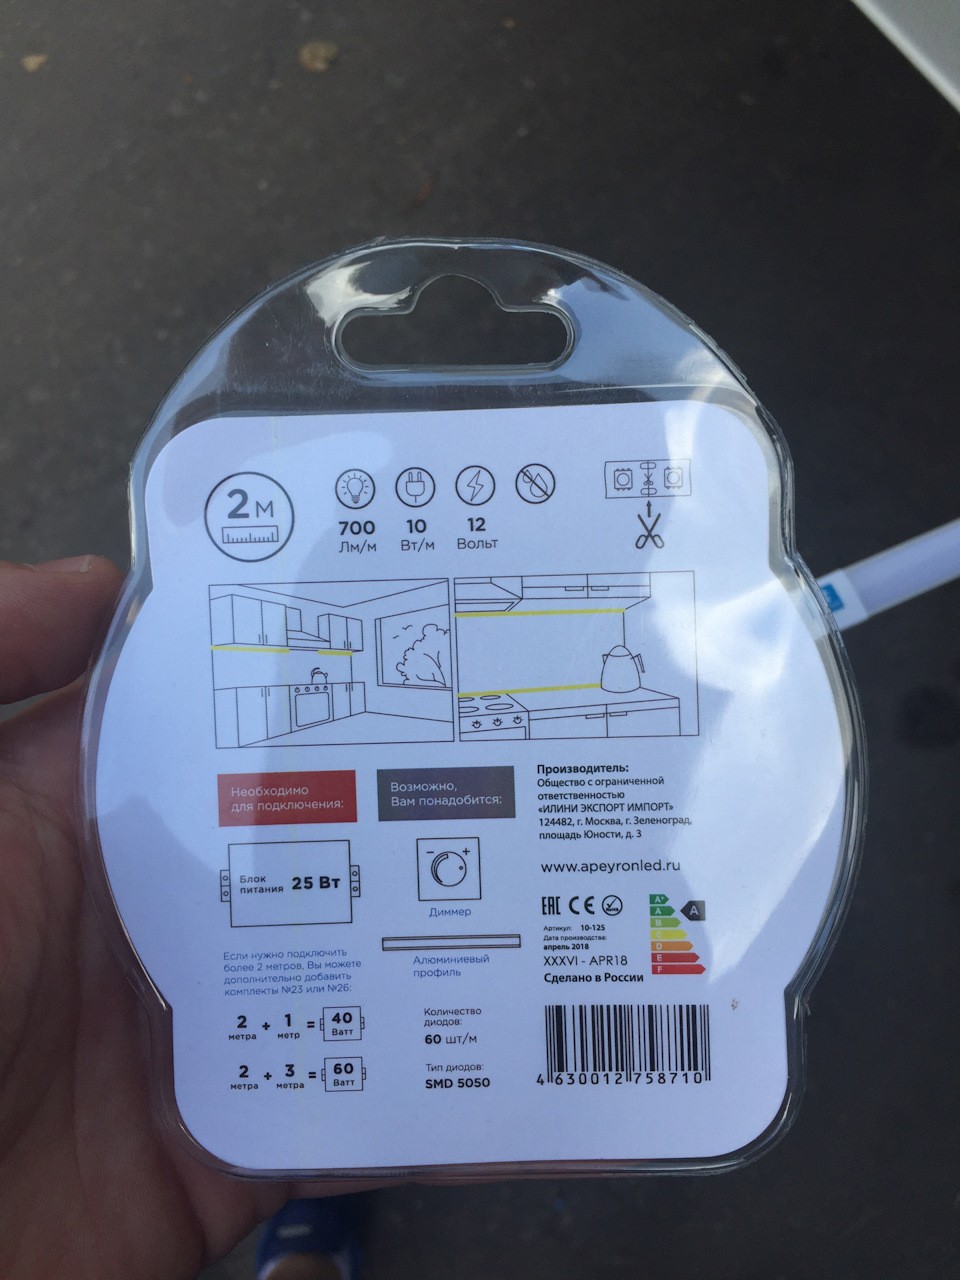 2 М
700
Лм/м
10
Вт/м
12
Вольт
Необходимо
для подключения:
Возможно,
Вам понадобится:
Производитель:
Общество с ограниченной
ответственностью
«ИЛИНИ ЭКСПОРТ ИМПОРТ»
124482, г. Москва, г. Зеленоград,
площадь Юности, д. 3
www.apeyronled.ru
Блок
питания
25 Вт
− +
Диммер
Алюминиевый
профиль
EAC CE
Артикул: 10-125
Дата производства:
апрель 2018
XXXVI - APR18
Сделано в России
A+
A
B
C
D
E
F
A
Если нужно подключить
более 2 метров, Вы можете
дополнительно добавить
комплекты №23 или №26:
2 + 1 = 40
метра метр Ватт
2 + 3 = 60
метра метра Ватт
Количество
диодов:
60 шт/м
Тип диодов:
SMD 5050
4 630012 758710